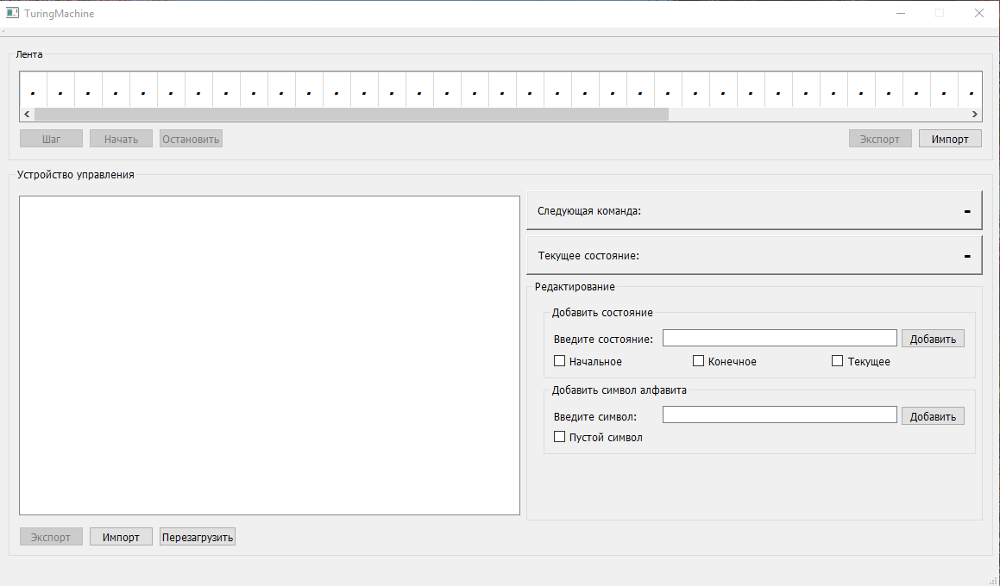 TuringMachine
Лента
. . . . . . . . . . . . . . . . . . . . . . . . . . . . . . . . . . .
Шаг Начать Остановить Экспорт Импорт
Устройство управления
Следующая команда: -
Текущее состояние: -
Редактирование
Добавить состояние
Введите состояние: Добавить
Начальное Конечное Текущее
Добавить символ алфавита
Введите символ: Добавить
Пустой символ
Экспорт Импорт Перезагрузить